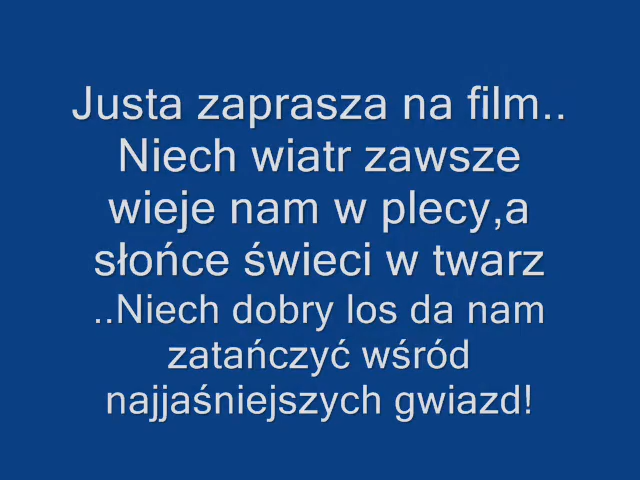 Justa zaprasza na film..
Niech wiatr zawsze
wieje nam w plecy,a
słońce świeci w twarz
..Niech dobry los da nam
zatańczyć wśród
najjaśniejszych gwiazd!